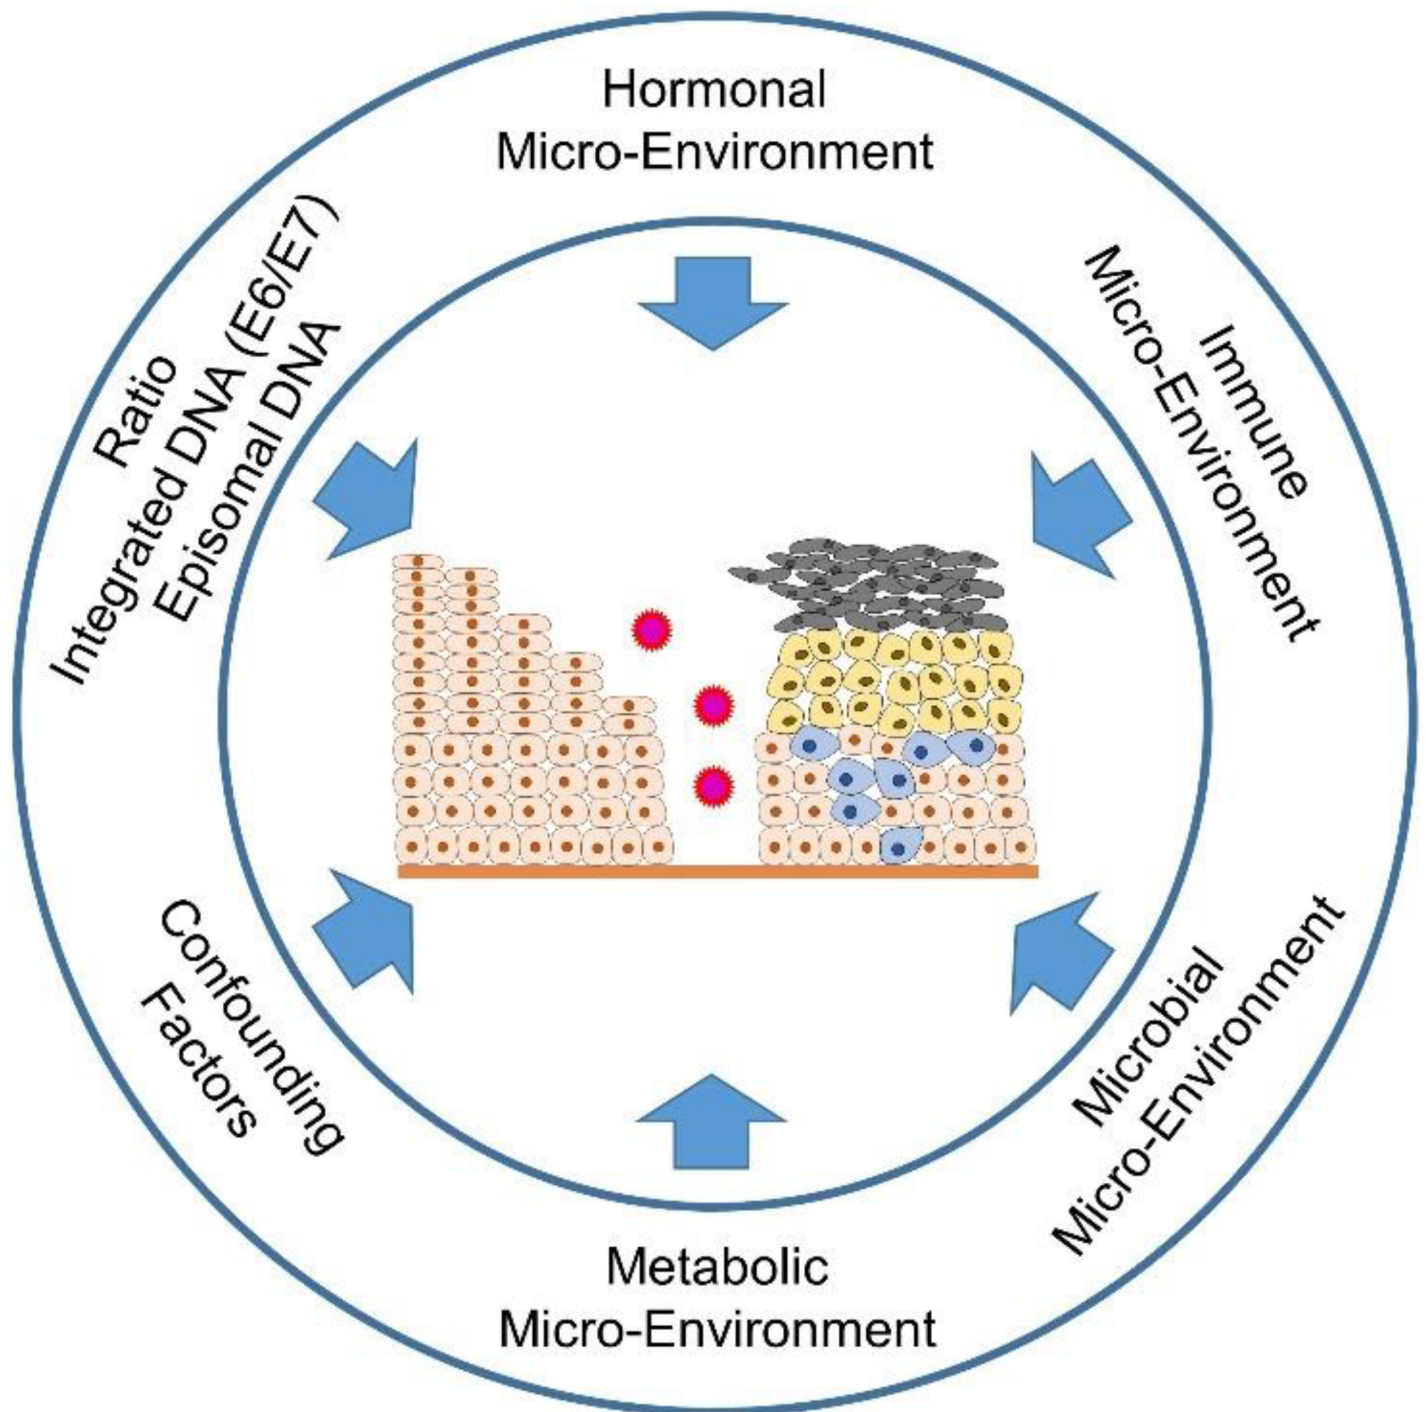 Hormonal
Micro-Environment
Immune
Micro-Environment
Microbial
Micro-Environment
Metabolic
Micro-Environment
Confounding
Factors
Ratio
Integrated DNA (E6/E7)
Episomal DNA